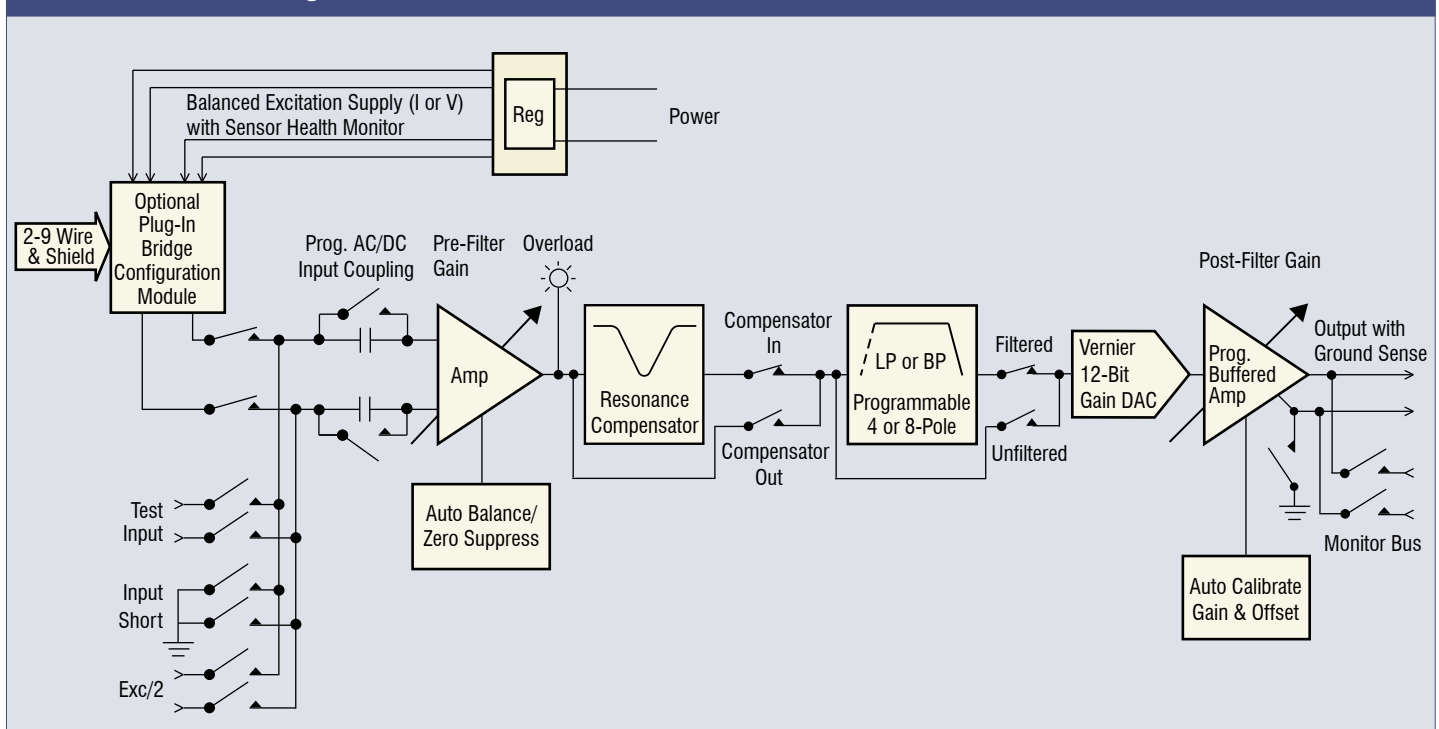 Balanced Excitation Supply (I or V)
with Sensor Health Monitor
Reg
Power
Optional
Plug-In
Bridge
Configuration
Module
2-9 Wire
& Shield
Prog. AC/DC
Input Coupling
Pre-Filter
Gain
Overload
Amp
Auto Balance/
Zero Suppress
Resonance
Compensator
Compensator
In
Compensator
Out
LP or BP
Programmable
4 or 8-Pole
Filtered
Unfiltered
Vernier
12-Bit
Gain DAC
Post-Filter Gain
Prog.
Buffered
Amp
Output with
Ground Sense
Monitor Bus
Auto Calibrate
Gain & Offset
Test
Input
Input
Short
Exc/2